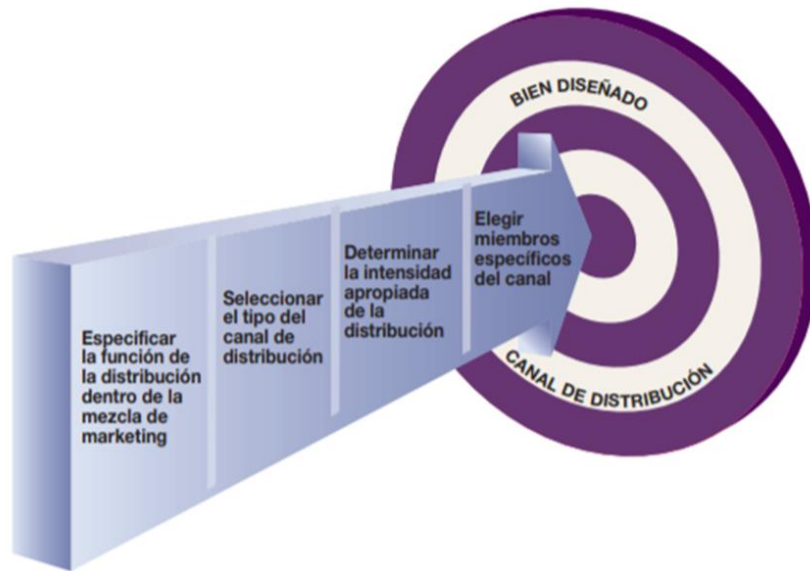 Especificar
la función de
la distribución
dentro de la
mezcla de
marketing
Seleccionar
el tipo del
canal de
distribución
Determinar
la intensidad
apropiada
de la
distribución
Elegir
miembros
específicos
del canal
BIEN DISEÑADO
CANAL DE DISTRIBUCIÓN